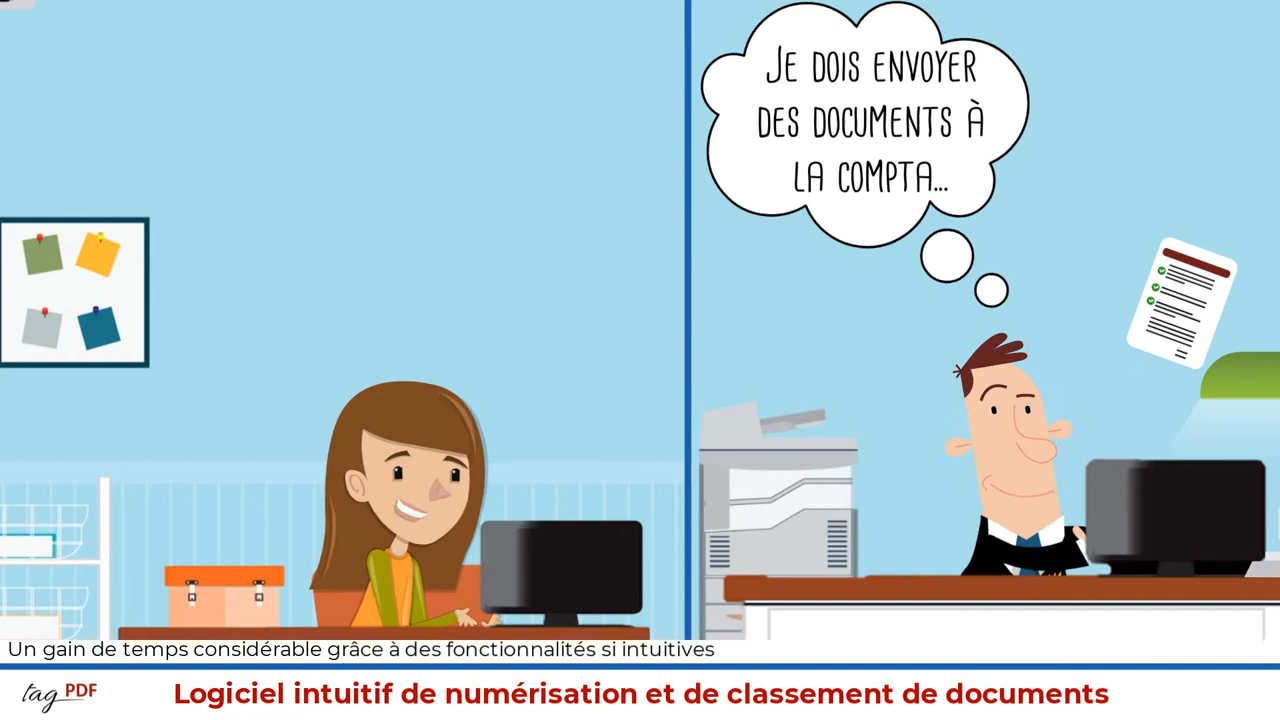 JE DOIS ENVOYER
DES DOCUMENTS À
LA COMPTA...
Un gain de temps considérable grâce à des fonctionnalités si intuitives
tag PDF
Logiciel intuitif de numérisation et de classement de documents